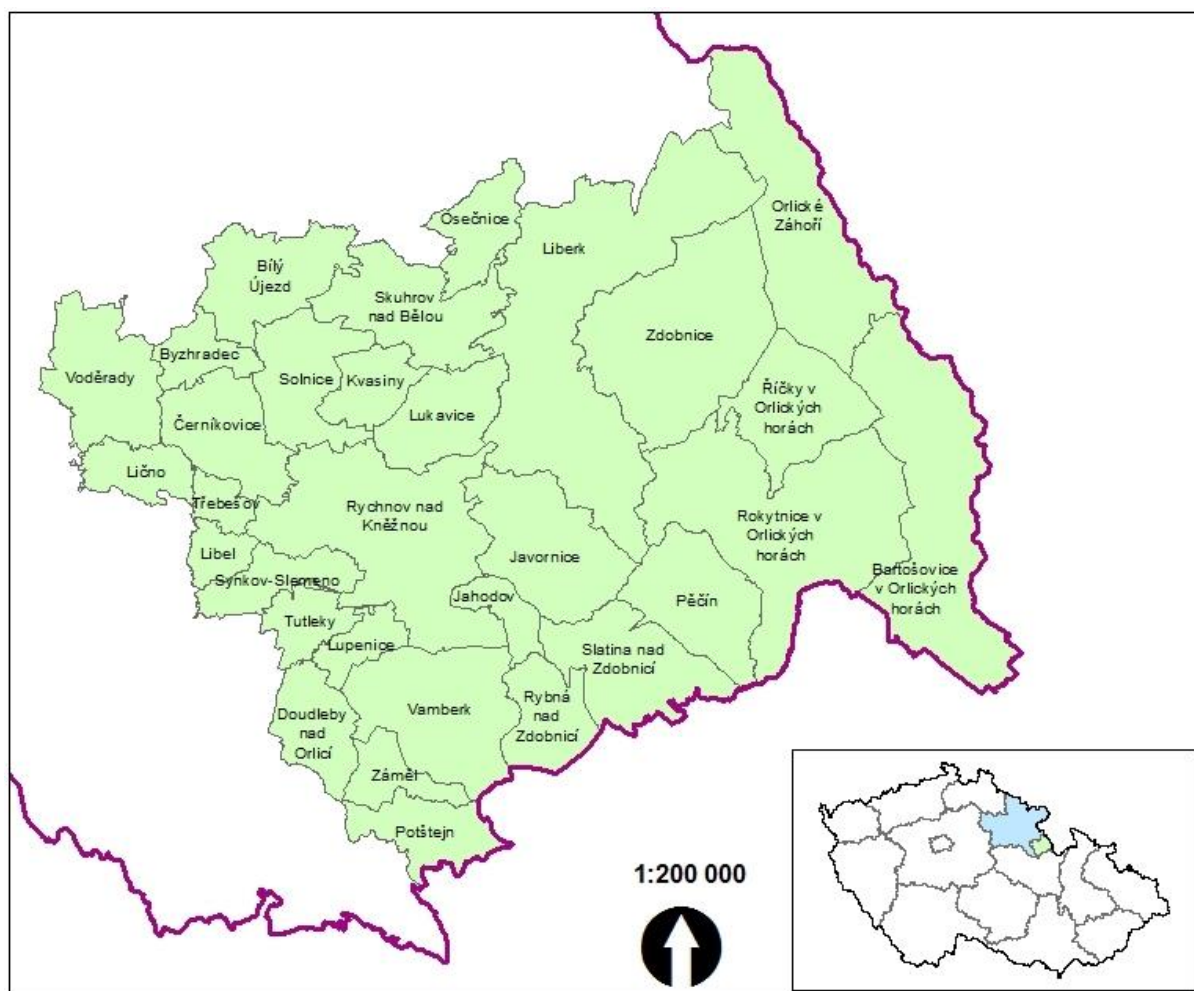 Orlické
Záhoří
Osečnice
Liberk
Bílý
Újezd
Skuhrov
nad Bělou
Zdobnice
Byzhradec
Voděrady
Solnice
Kvasiny
Říčky v
Orlických
horách
Lukavice
Černíkovice
Lično
Třebešov
Rychnov nad
Kněžnou
Rokytnice v
Orlických
horách
Libel
Javornice
Synkov-Slemeno
Bartošovice
v Orlických
horách
Jahodov
Pěčín
Tutleky
Lupenice
Slatina nad
Zdobnicí
Rybná
nad
Zdobnicí
Vamberk
Doudleby
nad
Orlicí
Záměl
Potštejn
1:200 000